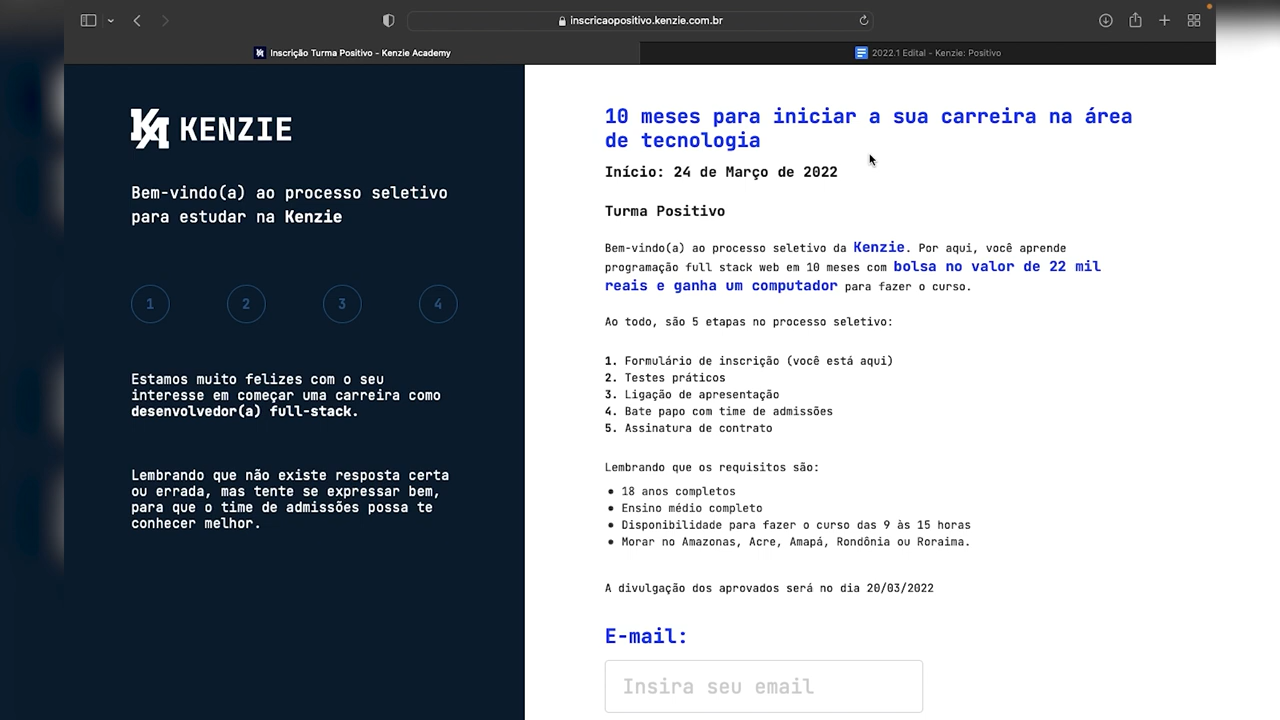 inscricaopositivo.kenzie.com.br
Inscrição Turma Positivo - Kenzie Academy
2022.1 Edital - Kenzie: Positivo
KENZIE
Bem-vindo(a) ao processo seletivo
para estudar na Kenzie
1 2 3 4
Estamos muito felizes com o seu
interesse em começar uma carreira como
desenvolvedor(a) full-stack.
Lembrando que não existe resposta certa
ou errada, mas tente se expressar bem,
para que o time de admissões possa te
conhecer melhor.
10 meses para iniciar a sua carreira na área
de tecnologia
Início: 24 de Março de 2022
Turma Positivo
Bem-vindo(a) ao processo seletivo da Kenzie. Por aqui, você aprende
programação full stack web em 10 meses com bolsa no valor de 22 mil
reais e ganha um computador para fazer o curso.
Ao todo, são 5 etapas no processo seletivo:
1. Formulário de inscrição (você está aqui)
2. Testes práticos
3. Ligação de apresentação
4. Bate papo com time de admissões
5. Assinatura de contrato
Lembrando que os requisitos são:
• 18 anos completos
• Ensino médio completo
• Disponibilidade para fazer o curso das 9 às 15 horas
• Morar no Amazonas, Acre, Amapá, Rondônia ou Roraima.
A divulgação dos aprovados será no dia 20/03/2022
E-mail:
Insira seu email